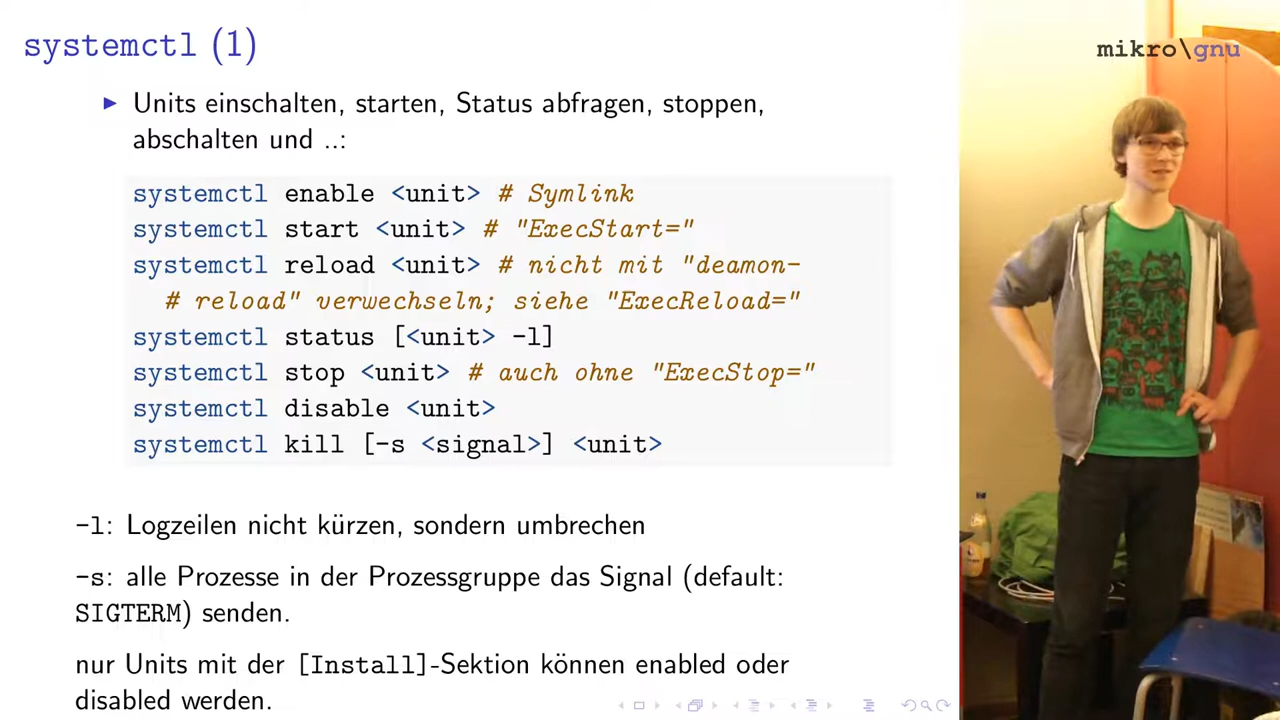 systemctl (1)
mikro\gnu
▶ Units einschalten, starten, Status abfragen, stoppen,
abschalten und ..:
systemctl enable <unit> # Symlink
systemctl start <unit> # "ExecStart="
systemctl reload <unit> # nicht mit "deamon-
# reload" verwechseln; siehe "ExecReload="
systemctl status [<unit> -l]
systemctl stop <unit> # auch ohne "ExecStop="
systemctl disable <unit>
systemctl kill [-s <signal>] <unit>
-l: Logzeilen nicht kürzen, sondern umbrechen
-s: alle Prozesse in der Prozessgruppe das Signal (default:
SIGTERM) senden.
nur Units mit der [Install]-Sektion können enabled oder
disabled werden.